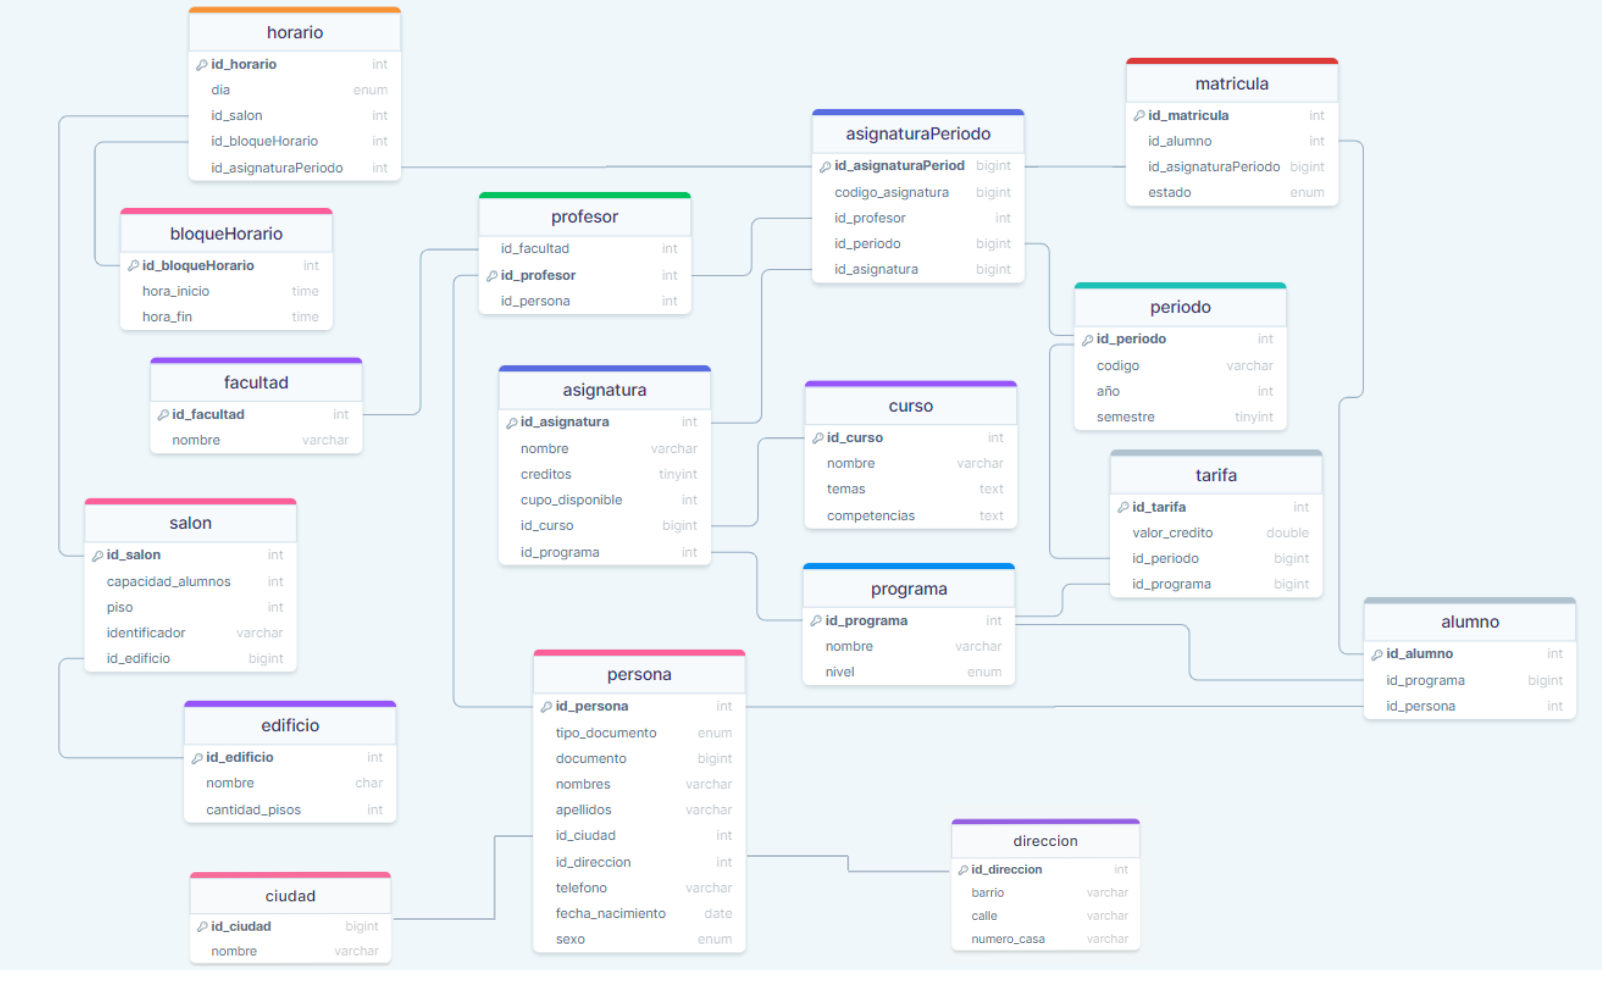 horario
id_horario int
dia enum
id_salon int
id_bloqueHorario int
id_asignaturaPeriodo int
bloqueHorario
id_bloqueHorario int
hora_inicio time
hora_fin time
facultad
id_facultad int
nombre varchar
salon
id_salon int
capacidad_alumnos int
piso int
identificador varchar
id_edificio bigint
edificio
id_edificio int
nombre char
cantidad_pisos int
ciudad
id_ciudad bigint
nombre varchar
profesor
id_facultad int
id_profesor int
id_persona int
asignatura
id_asignatura int
nombre varchar
creditos tinyint
cupo_disponible int
id_curso bigint
id_programa int
persona
id_persona int
tipo_documento enum
documento bigint
nombres varchar
apellidos varchar
id_ciudad int
id_direccion int
telefono varchar
fecha_nacimiento date
sexo enum
asignaturaPeriodo
id_asignaturaPeriod bigint
codigo_asignatura bigint
id_profesor int
id_periodo bigint
id_asignatura bigint
curso
id_curso int
nombre varchar
temas text
competencias text
programa
id_programa int
nombre varchar
nivel enum
direccion
id_direccion int
barrio varchar
calle varchar
numero_casa varchar
matricula
id_matricula int
id_alumno int
id_asignaturaPeriodo bigint
estado enum
periodo
id_periodo int
codigo varchar
año int
semestre tinyint
tarifa
id_tarifa int
valor_credito double
id_periodo bigint
id_programa bigint
alumno
id_alumno int
id_programa bigint
id_persona int